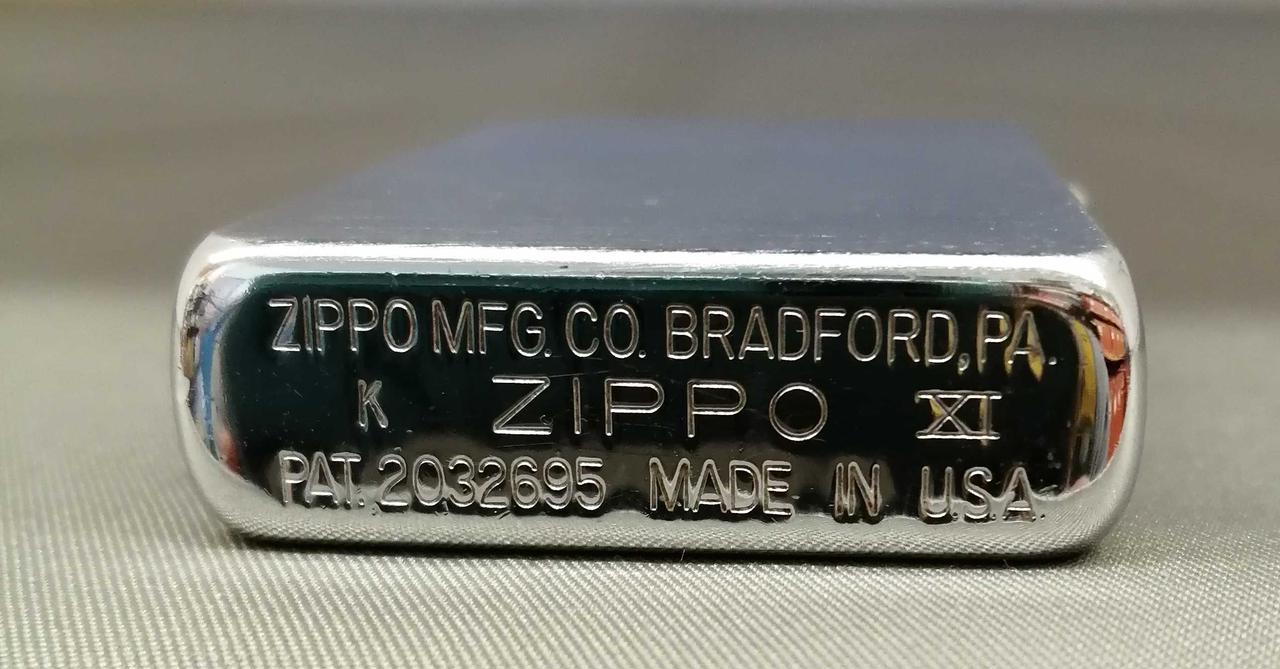 ZIPPO MFG. CO. BRADFORD, PA.
K ZIPPO XI
PAT. 2032695 MADE IN U.S.A.